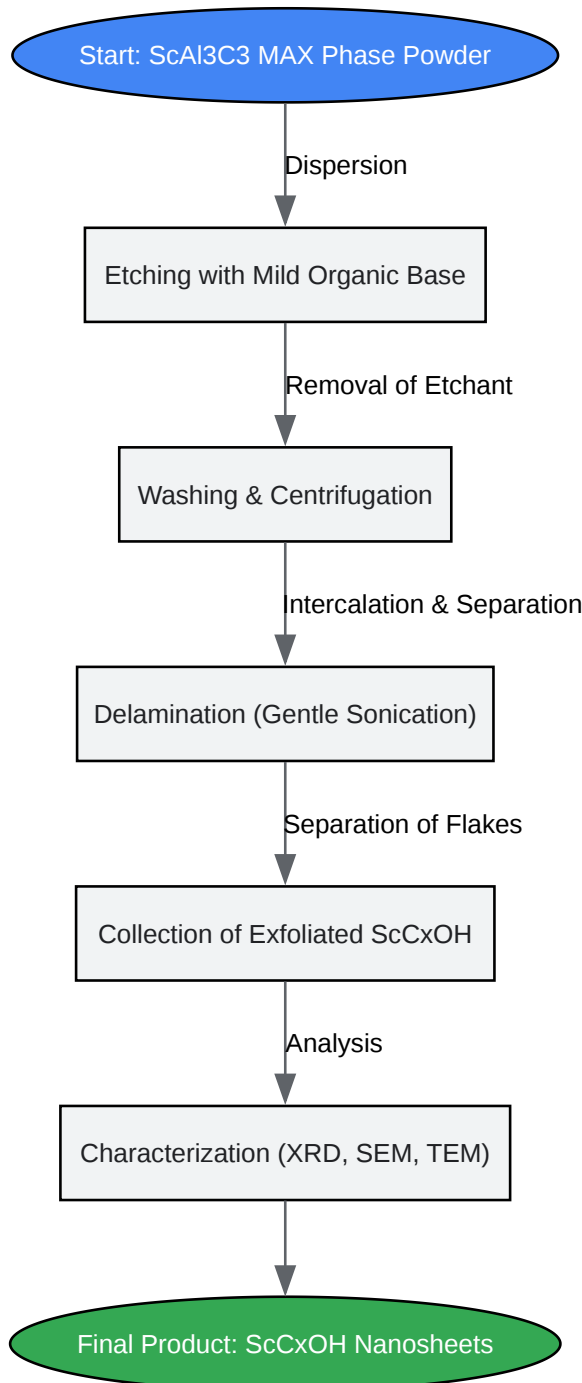 Start: ScAl3C3 MAX Phase Powder
Dispersion
Etching with Mild Organic Base
Removal of Etchant
Washing & Centrifugation
Intercalation & Separation
Delamination (Gentle Sonication)
Separation of Flakes
Collection of Exfoliated ScCxOH
Analysis
Characterization (XRD, SEM, TEM)
Final Product: ScCxOH Nanosheets